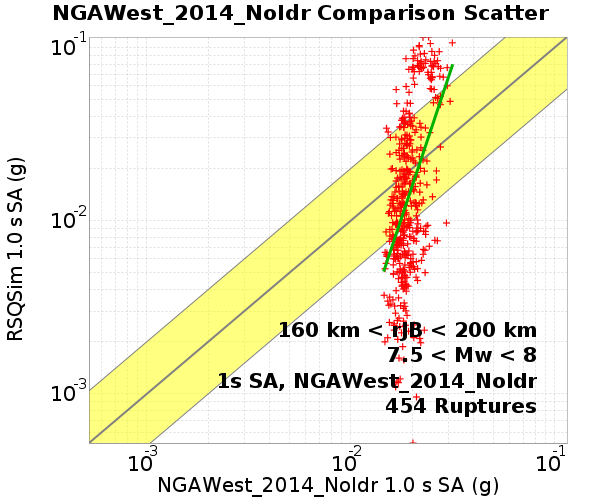 NGAWest_2014_NoIdr Comparison Scatter
10^-1
10^-2
10^-3
RSQSim 1.0 s SA (g)
160 km < rJB < 200 km
7.5 < Mw < 8
1s SA, NGAWest_2014_NoIdr
454 Ruptures
10^-3 10^-2 10^-1
NGAWest_2014_NoIdr 1.0 s SA (g)